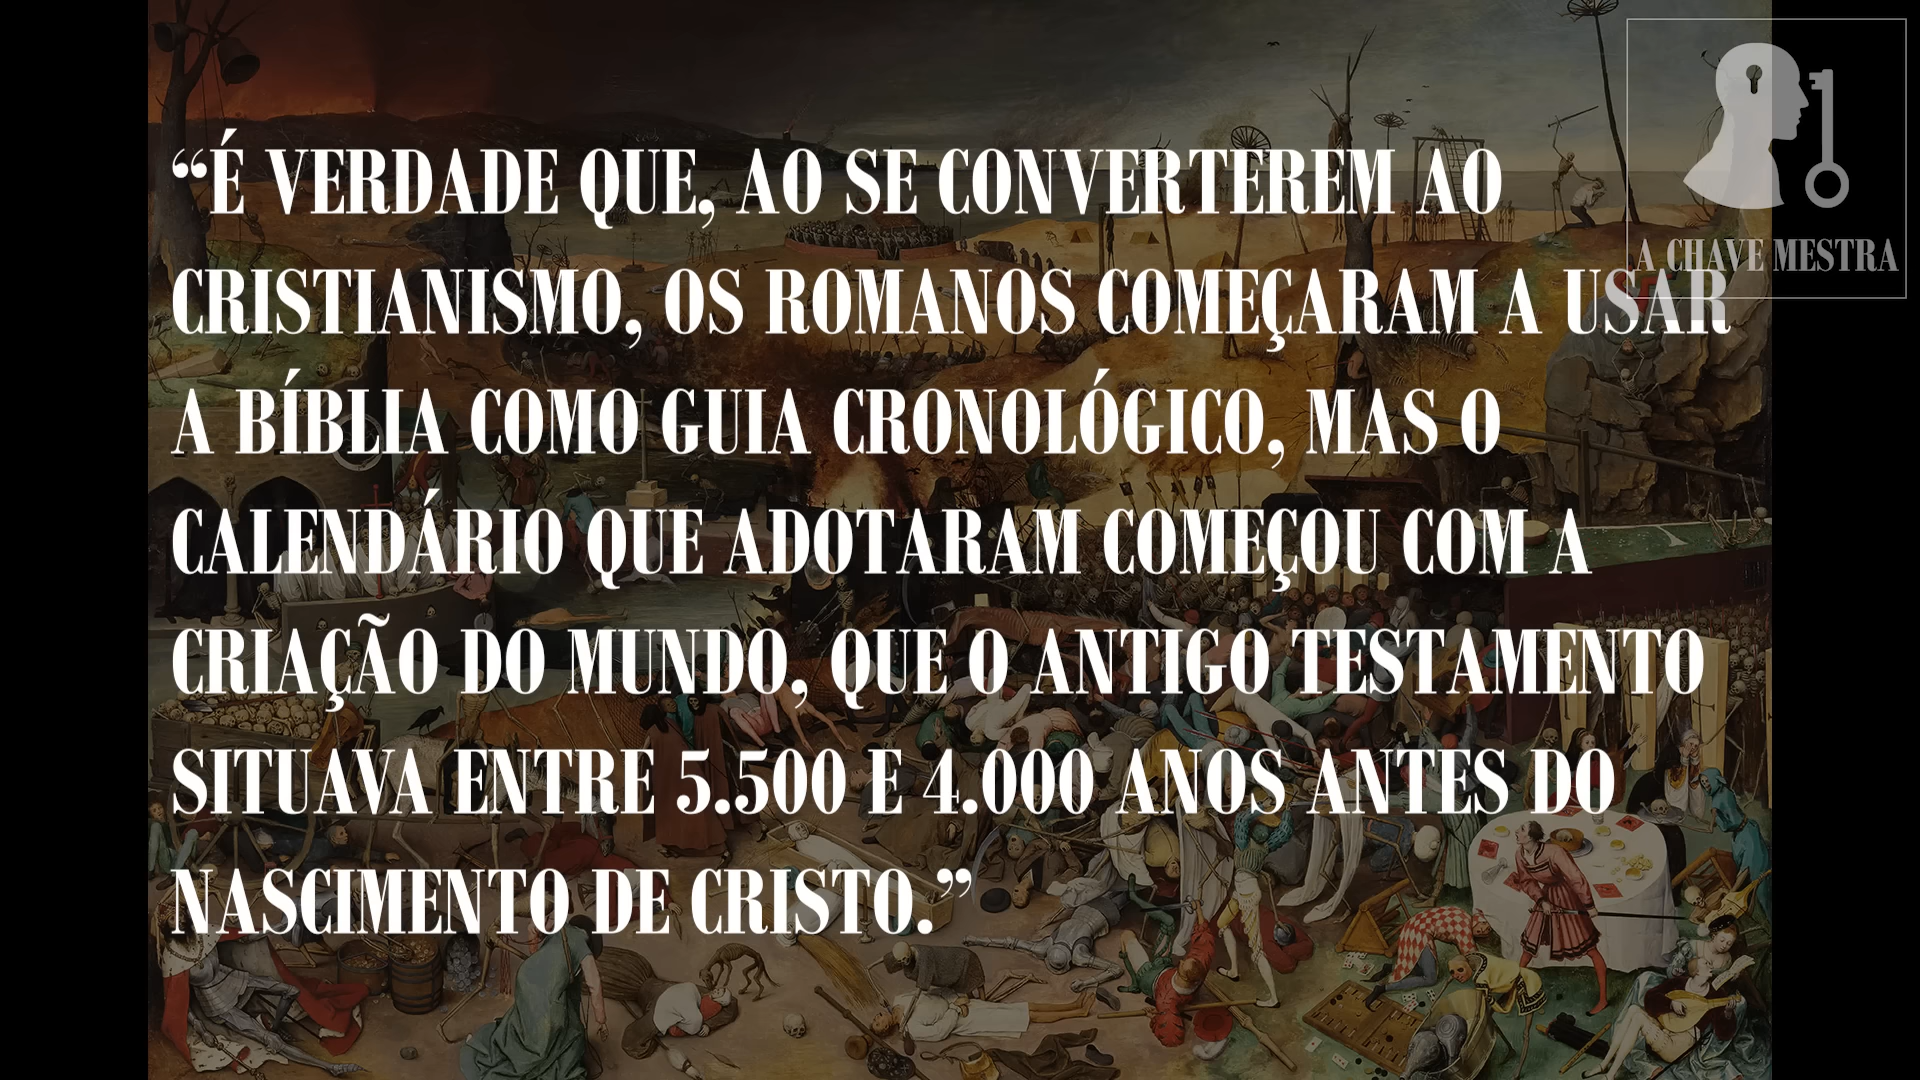 “É VERDADE QUE, AO SE CONVERTEREM AO
CRISTIANISMO, OS ROMANOS COMEÇARAM A USAR
A BÍBLIA COMO GUIA CRONOLÓGICO, MAS O
CALENDÁRIO QUE ADOTARAM COMEÇOU COM A
CRIAÇÃO DO MUNDO, QUE O ANTIGO TESTAMENTO
SITUAVA ENTRE 5.500 E 4.000 ANOS ANTES DO
NASCIMENTO DE CRISTO.”
A CHAVE MESTRA